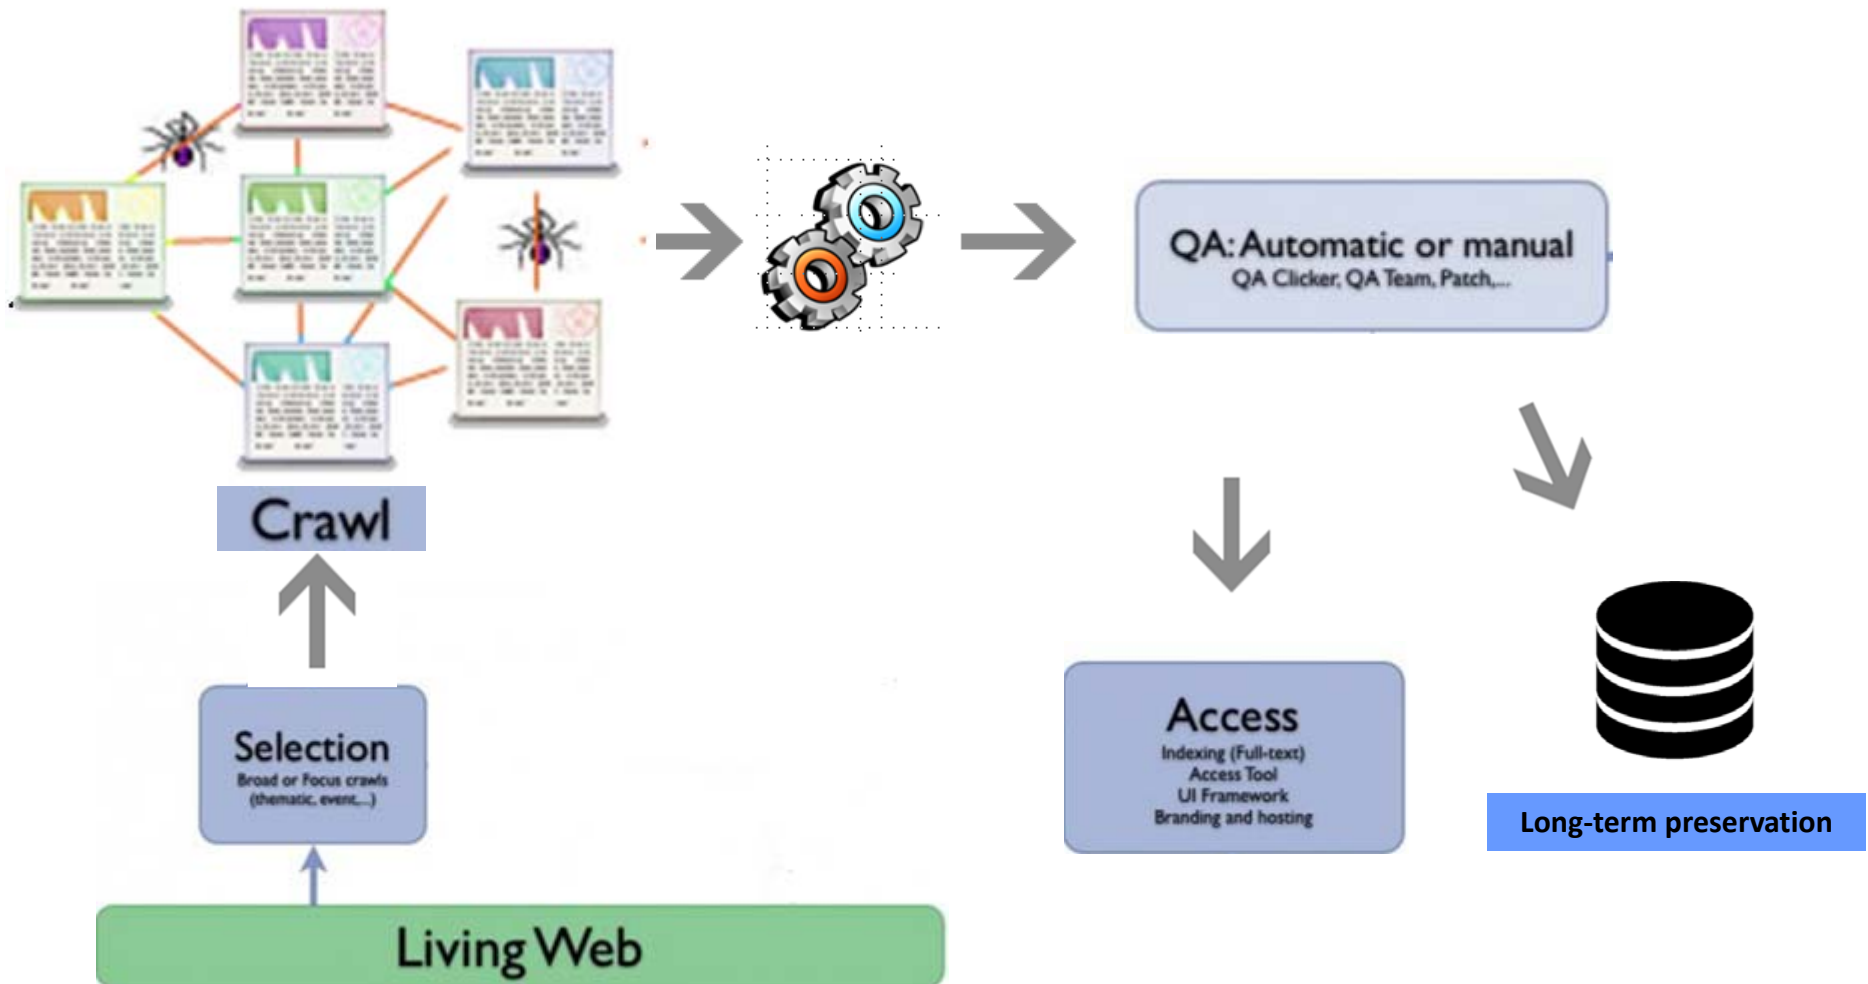 Crawl
Selection
Broad or Focus crawls
(thematic, event,...)
Living Web
QA: Automatic or manual
QA Clicker, QA Team, Patch,...
Access
Indexing (Full-text)
Access Tool
UI Framework
Branding and hosting
Long-term preservation